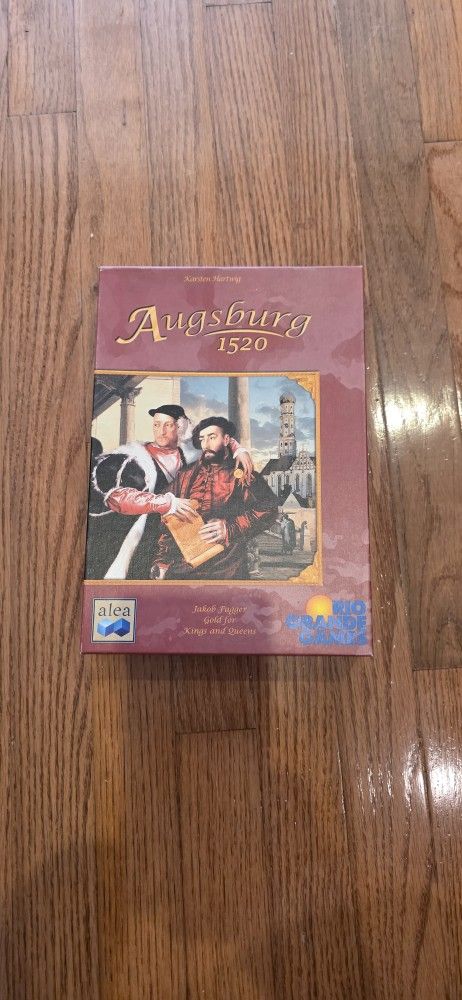 Karsten Hartwig
Augsburg
1520
alea
Jakob Fugger
Gold for
Kings and Queens
RIO
GRANDE
GAMES